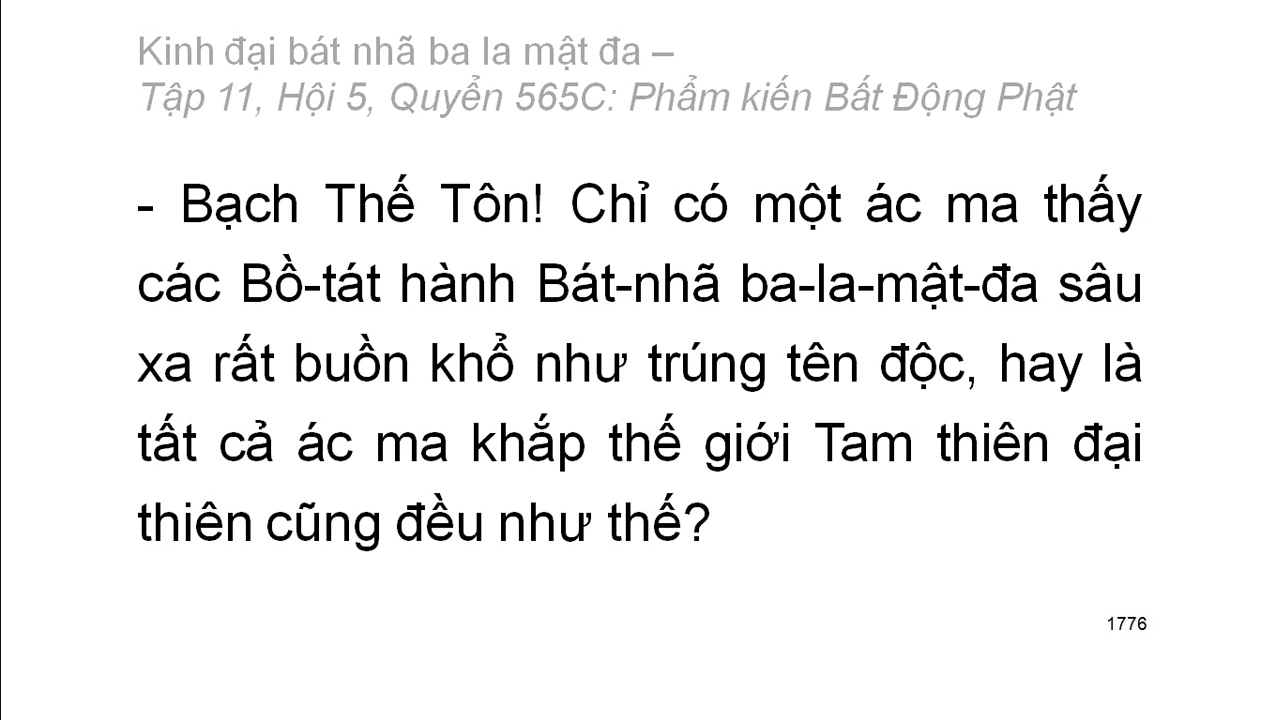 Kinh đại bát nhã ba la mật đa –
Tập 11, Hội 5, Quyển 565C: Phẩm kiến Bất Động Phật
- Bạch Thế Tôn! Chỉ có một ác ma thấy
các Bồ-tát hành Bát-nhã ba-la-mật-đa sâu
xa rất buồn khổ như trúng tên độc, hay là
tất cả ác ma khắp thế giới Tam thiên đại
thiên cũng đều như thế?
1776